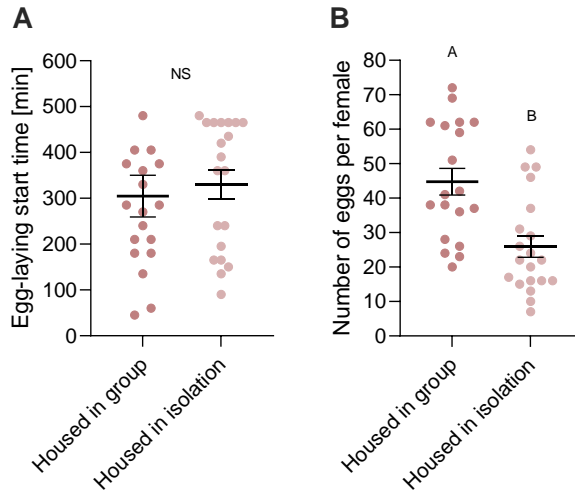 A
Egg-laying start time [min]
600
500
400
300
200
100
0
NS
Housed in group
Housed in isolation
B
Number of eggs per female
80
70
60
50
40
30
20
10
0
A
B
Housed in group
Housed in isolation